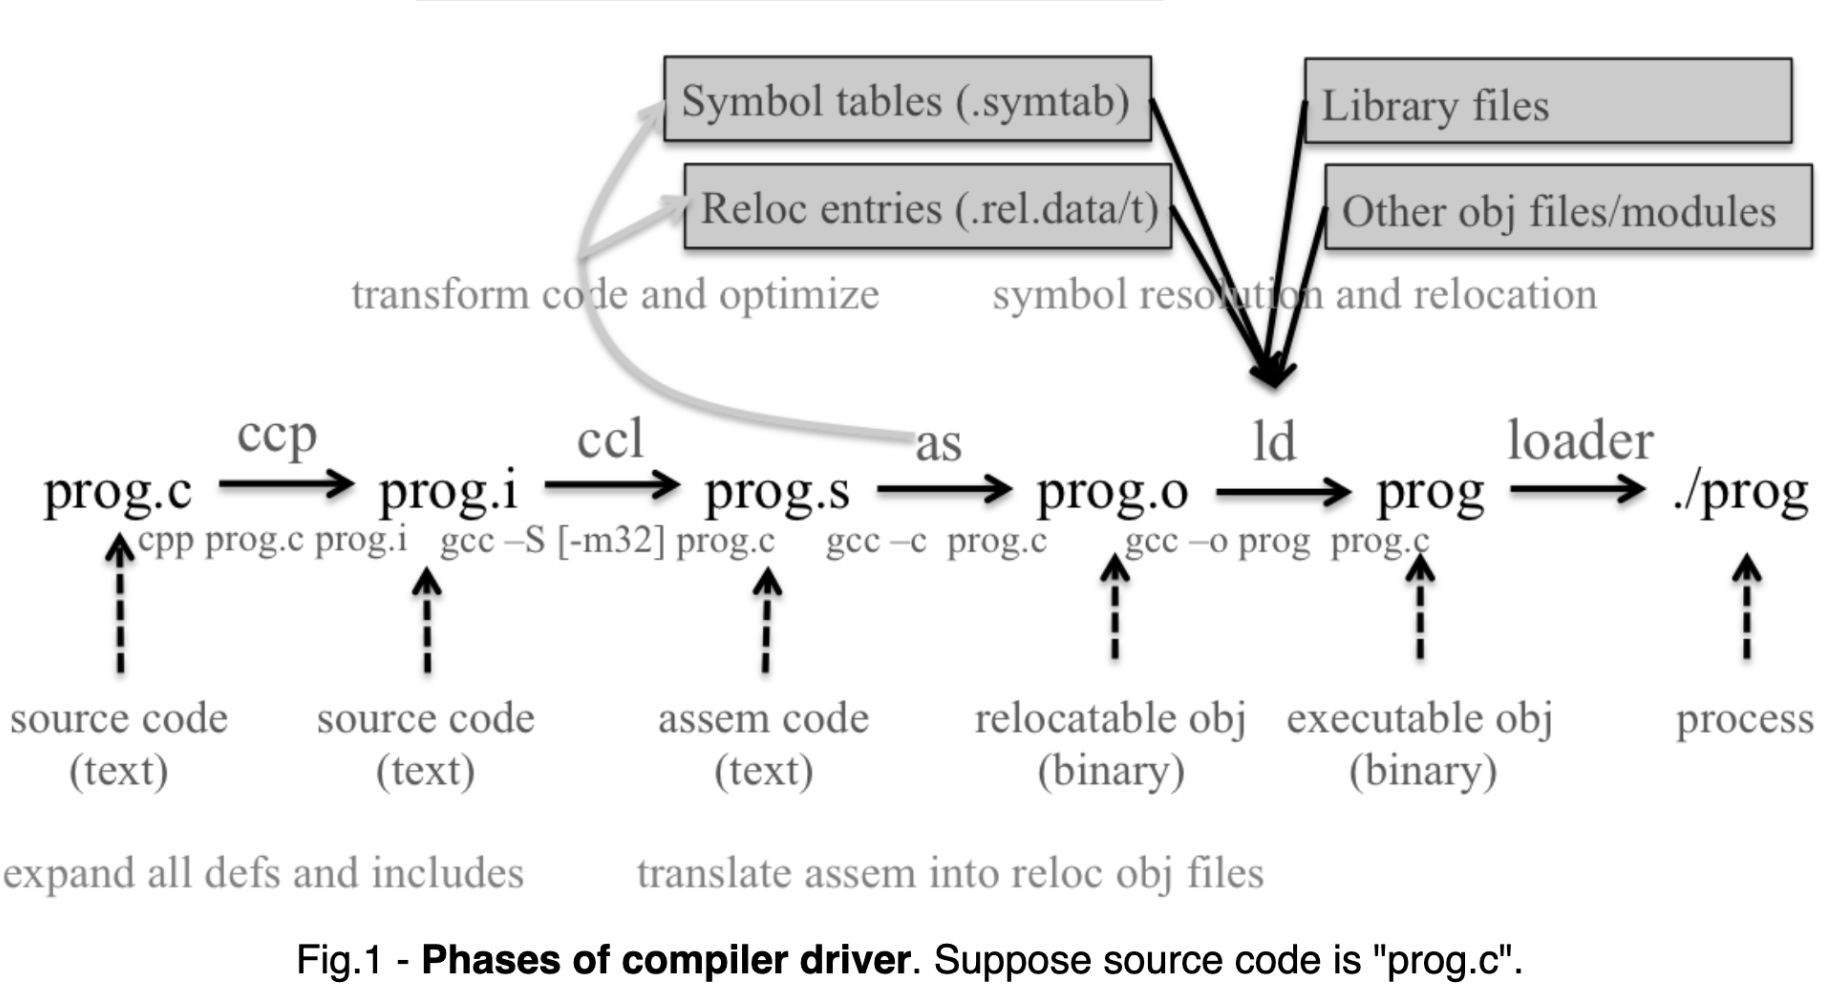 Symbol tables (.symtab)
Library files
Reloc entries (.rel.data/t)
Other obj files/modules
transform code and optimize
symbol resolution and relocation
ccp
ccl
as
ld
loader
prog.c
prog.i
prog.s
prog.o
prog
./prog
cpp prog.c prog.i
gcc –S [-m32] prog.c
gcc –c prog.c
gcc –o prog prog.c
source code
(text)
source code
(text)
assem code
(text)
relocatable obj
(binary)
executable obj
(binary)
process
expand all defs and includes
translate assem into reloc obj files
Fig.1 - Phases of compiler driver. Suppose source code is "prog.c".